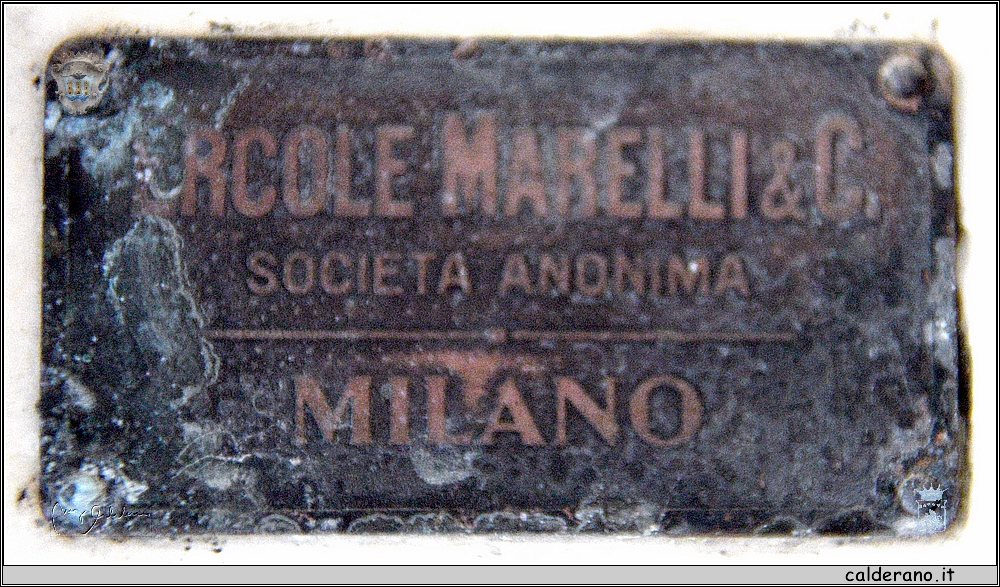 RCOLE MARELLI & C.
SOCIETA ANONIMA
MILANO
calderano.it